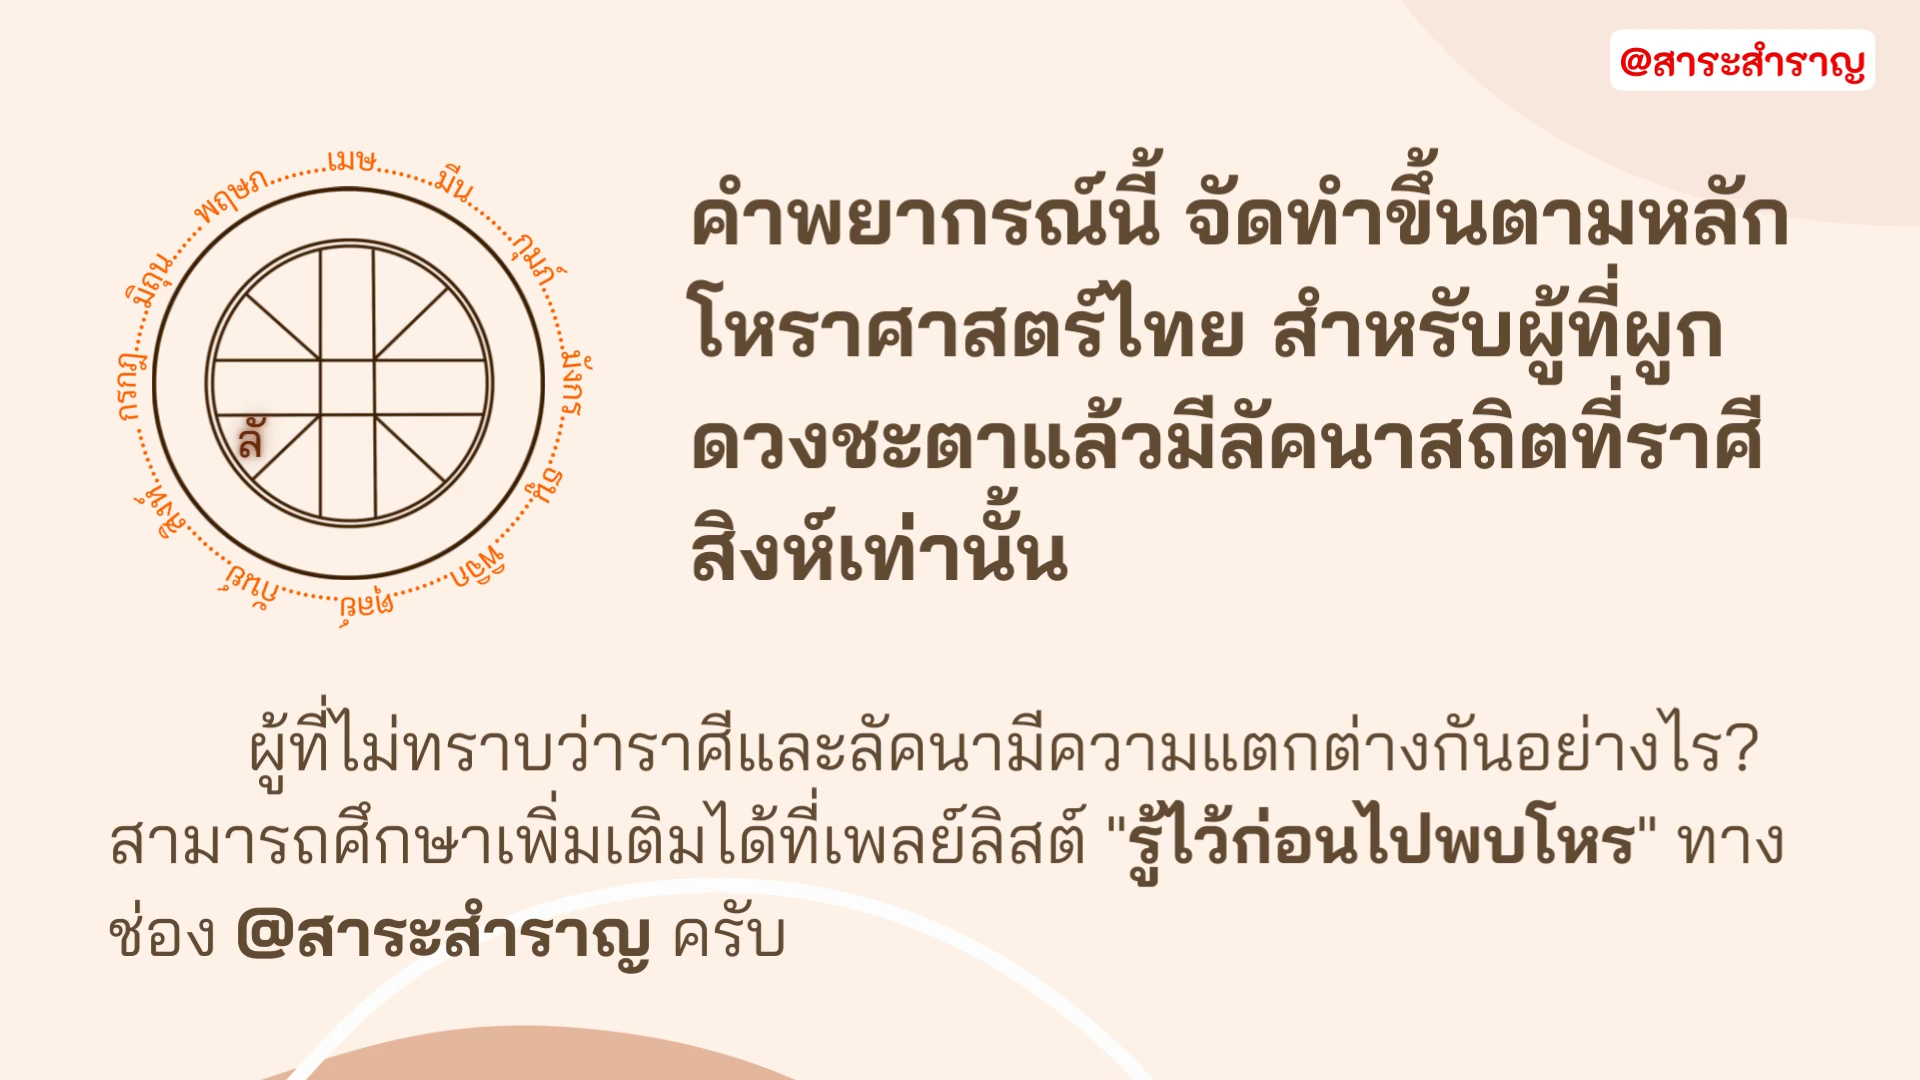 @สาระสำราญ
เมษ
มีน
กุมภ์
มังกร
ธนู
พิจิก
ตุลย์
กันย์
สิงห์
กรกฎ
มิถุน
พฤษภ
ลั
คำพยากรณ์นี้ จัดทำขึ้นตามหลัก
โหราศาสตร์ไทย สำหรับผู้ที่ผูก
ดวงชะตาแล้วมีลัคนาสถิตที่ราศี
สิงห์เท่านั้น
ผู้ที่ไม่ทราบว่าราศีและลัคนามีความแตกต่างกันอย่างไร?
สามารถศึกษาเพิ่มเติมได้ที่เพลย์ลิสต์ "รู้ไว้ก่อนไปพบโหร" ทาง
ช่อง @สาระสำราญ ครับ